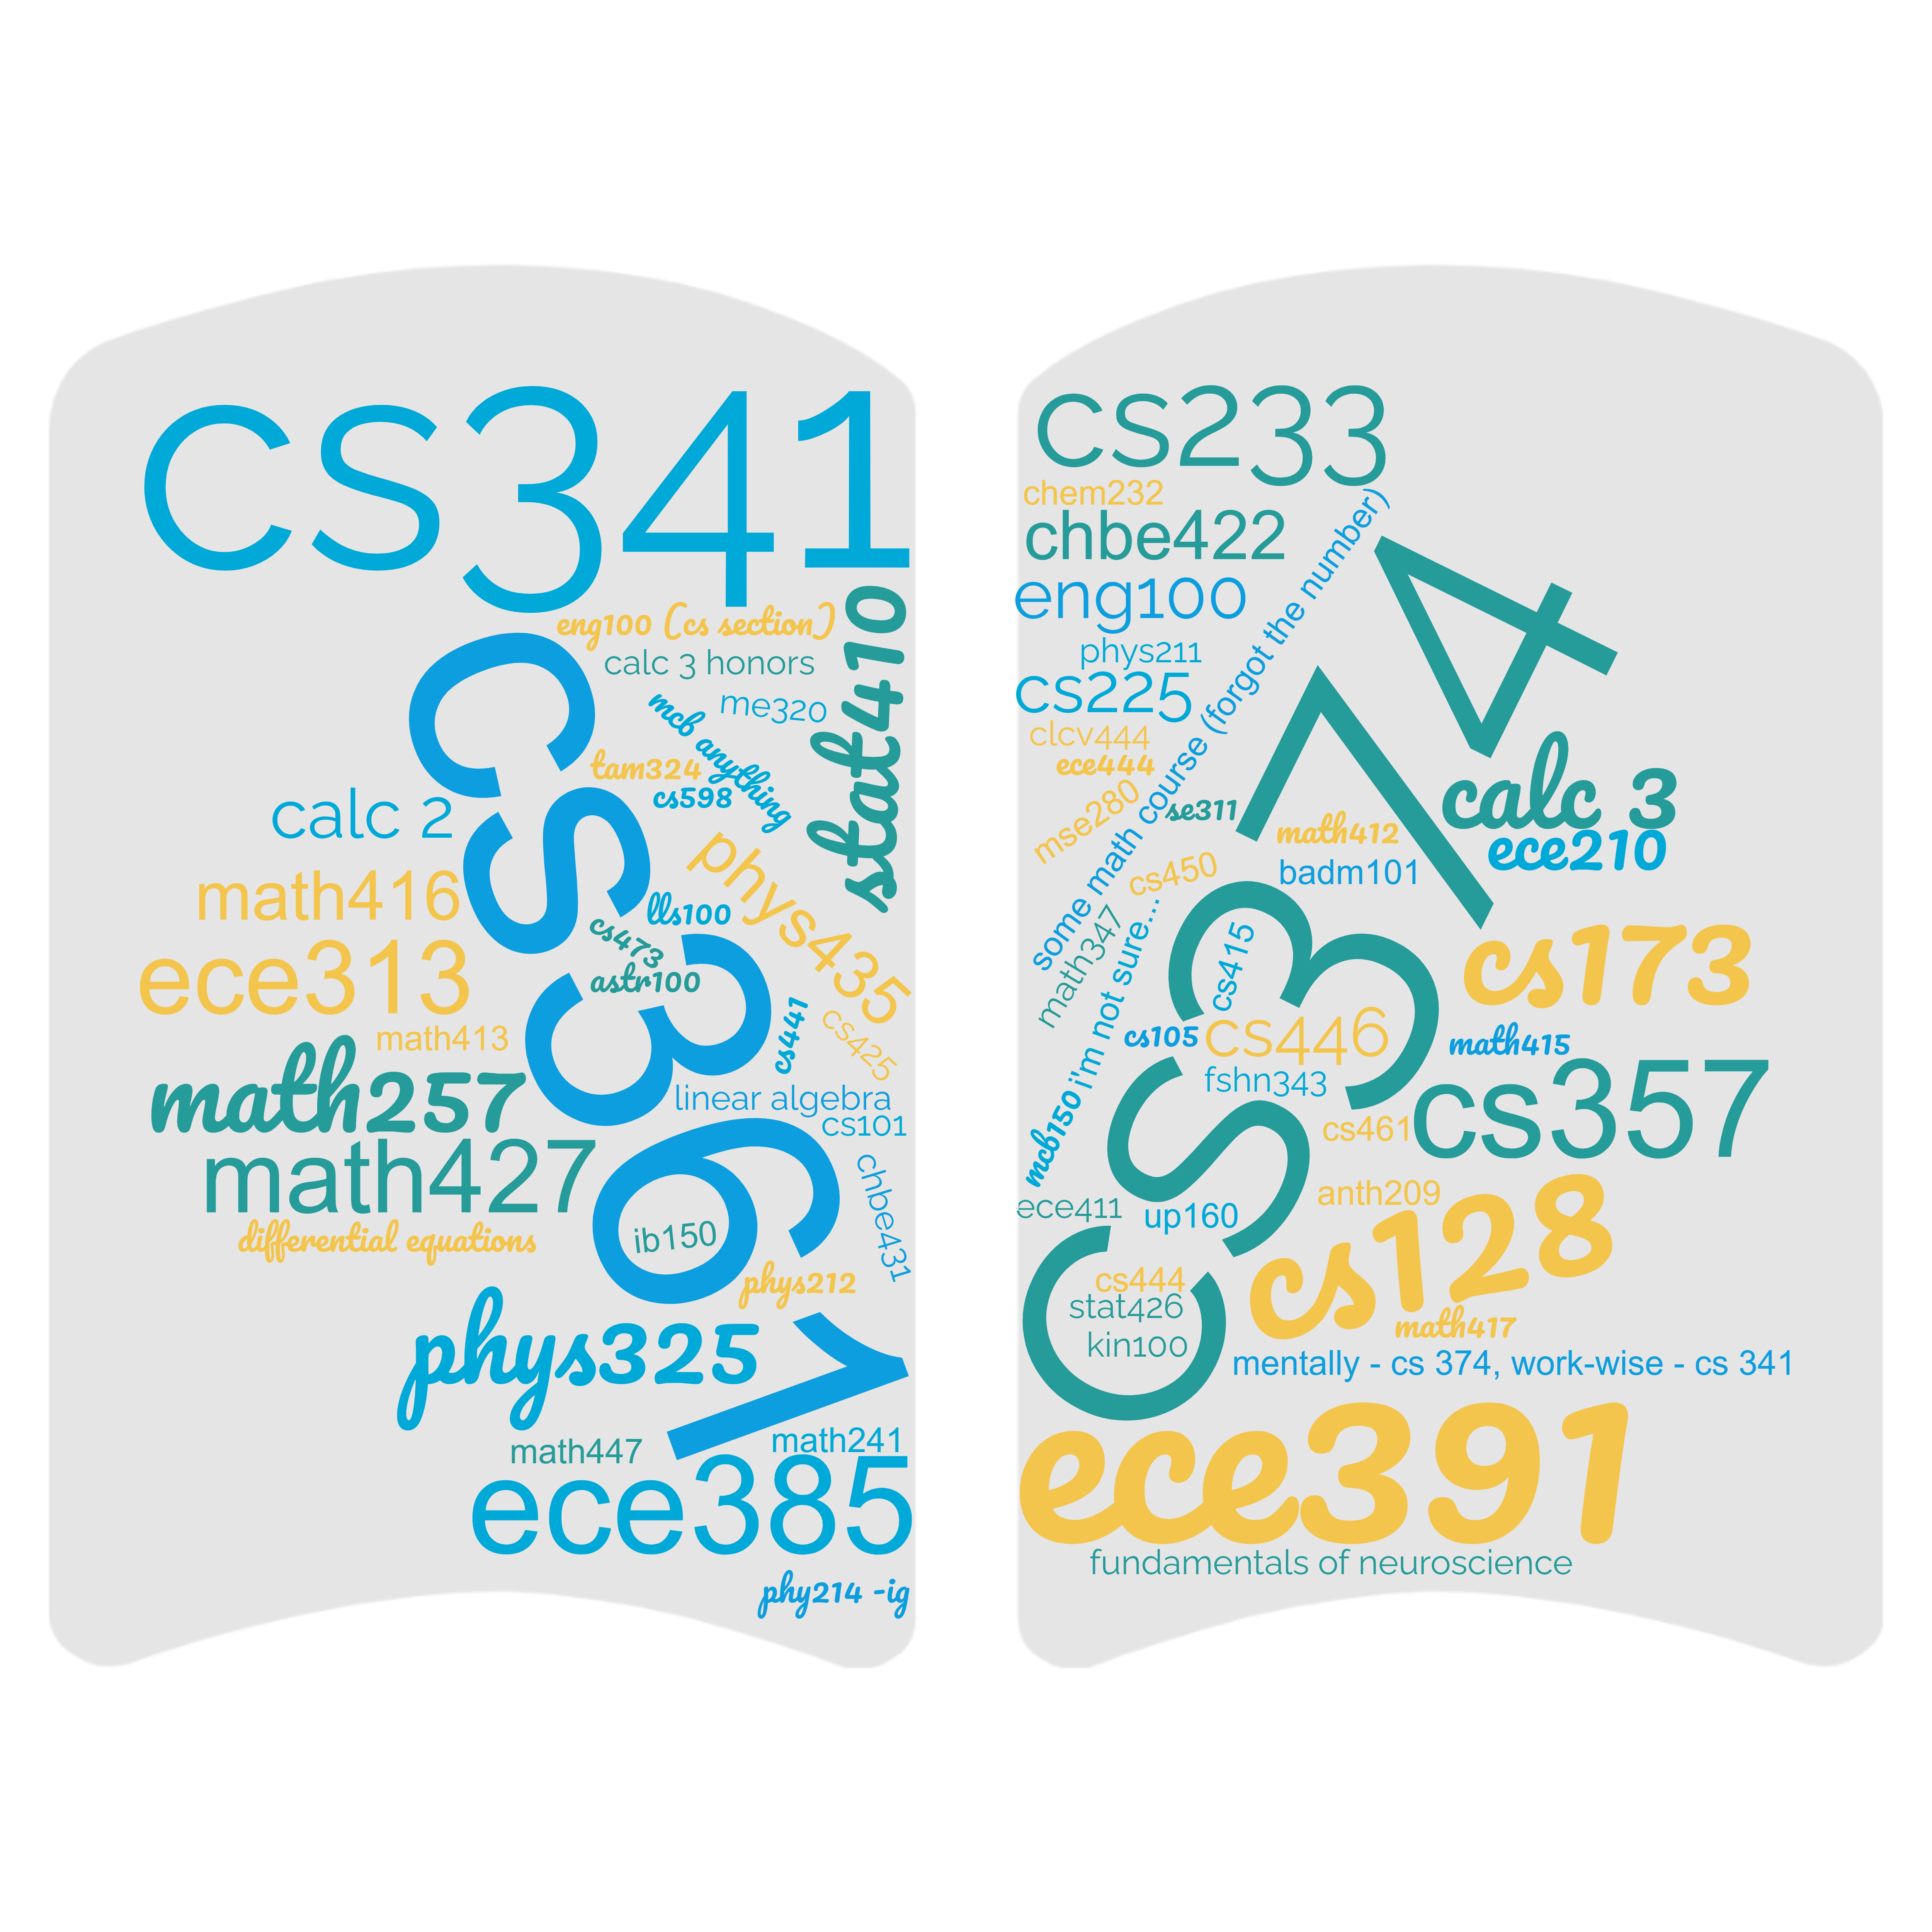 cs341
eng100 (cs section)
calc 3 honors
me320
stat410
mcb anything
tam324
cs598
cs361
calc 2
math416
phys435
lls100
cs473
astr100
ece313
cs441
cs425
math413
math257
linear algebra
cs101
math427
chbe431
ib150
differential equations
phys212
phys325
math447
math241
ece385
phy214 -ig
cs233
chem232
chbe422
eng100
phys211
cs225
clcv444
ece444
some math course (forgot the number)
cs374
calc 3
ece210
mse280
se311
math412
badm101
cs450
cs173
math347
cs415
mcb150 i'm not sure...
cs105
cs446
math415
fshn343
cs461
cs357
ece411
up160
anth209
cs128
cs444
stat426
kin100
math417
mentally - cs 374, work-wise - cs 341
ece391
fundamentals of neuroscience